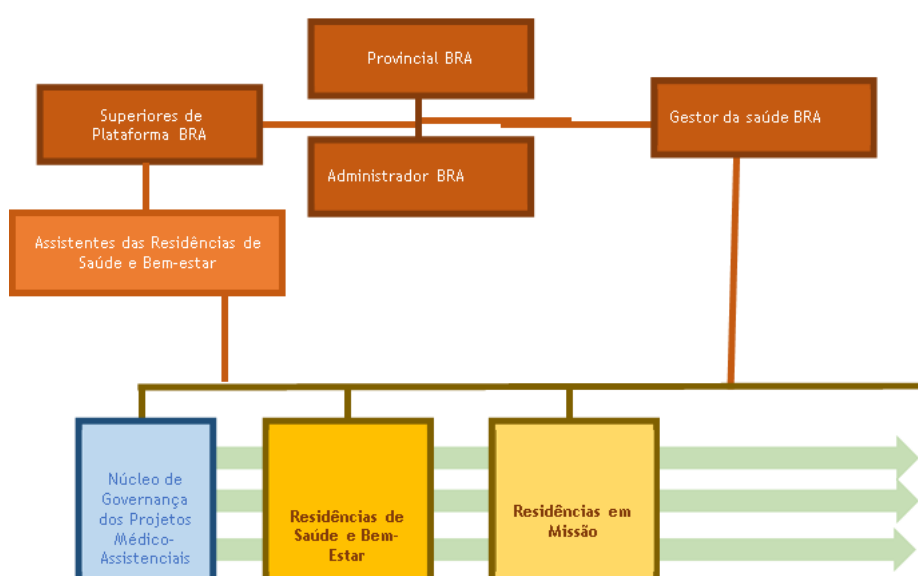 Provincial BRA
Superiores de
Plataforma BRA
Gestor da saúde BRA
Administrador BRA
Assistentes das Residências de
Saúde e Bem-estar
Núcleo de
Governança
dos Projetos
Médico-
Assistenciais
Residências de
Saúde e Bem-
Estar
Residências em
Missão